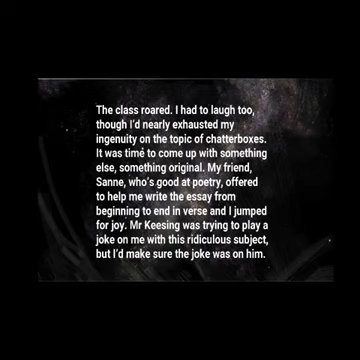 The class roared. I had to laugh too,
though I'd nearly exhausted my
ingenuity on the topic of chatterboxes.
It was time to come up with something
else, something original. My friend,
Sanne, who's good at poetry, offered
to help me write the essay from
beginning to end in verse and I jumped
for joy. Mr Keesing was trying to play a
joke on me with this ridiculous subject,
but I'd make sure the joke was on him.